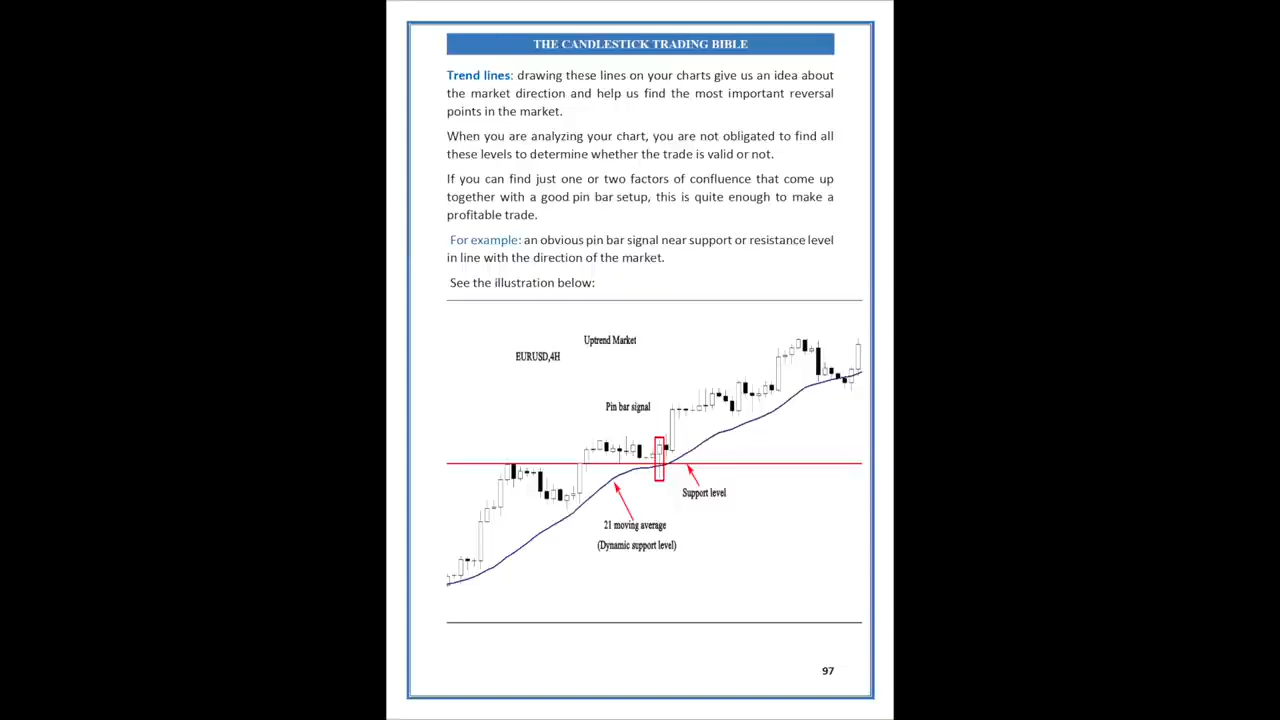 THE CANDLESTICK TRADING BIBLE
Trend lines: drawing these lines on your charts give us an idea about
the market direction and help us find the most important reversal
points in the market.
When you are analyzing your chart, you are not obligated to find all
these levels to determine whether the trade is valid or not.
If you can find just one or two factors of confluence that come up
together with a good pin bar setup, this is quite enough to make a
profitable trade.
For example: an obvious pin bar signal near support or resistance level
in line with the direction of the market.
See the illustration below:
Uptrend Market
EURUSD,4H
Pin bar signal
Support level
21 moving average
(Dynamic support level)
97